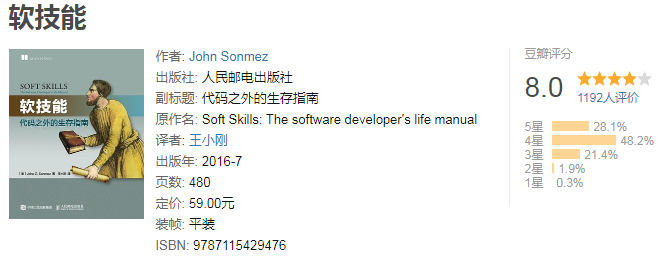 软技能
SOFT SKILLS
软技能
代码之外的生存指南
作者: John Sonmez
出版社: 人民邮电出版社
副标题: 代码之外的生存指南
原作名: Soft Skills: The software developer's life manual
译者: 王小刚
出版年: 2016-7
页数: 480
定价: 59.00元
装帧: 平装
ISBN: 9787115429476
豆瓣评分
8.0
1192人评价
5星 28.1%
4星 48.2%
3星 21.4%
2星 1.9%
1星 0.3%